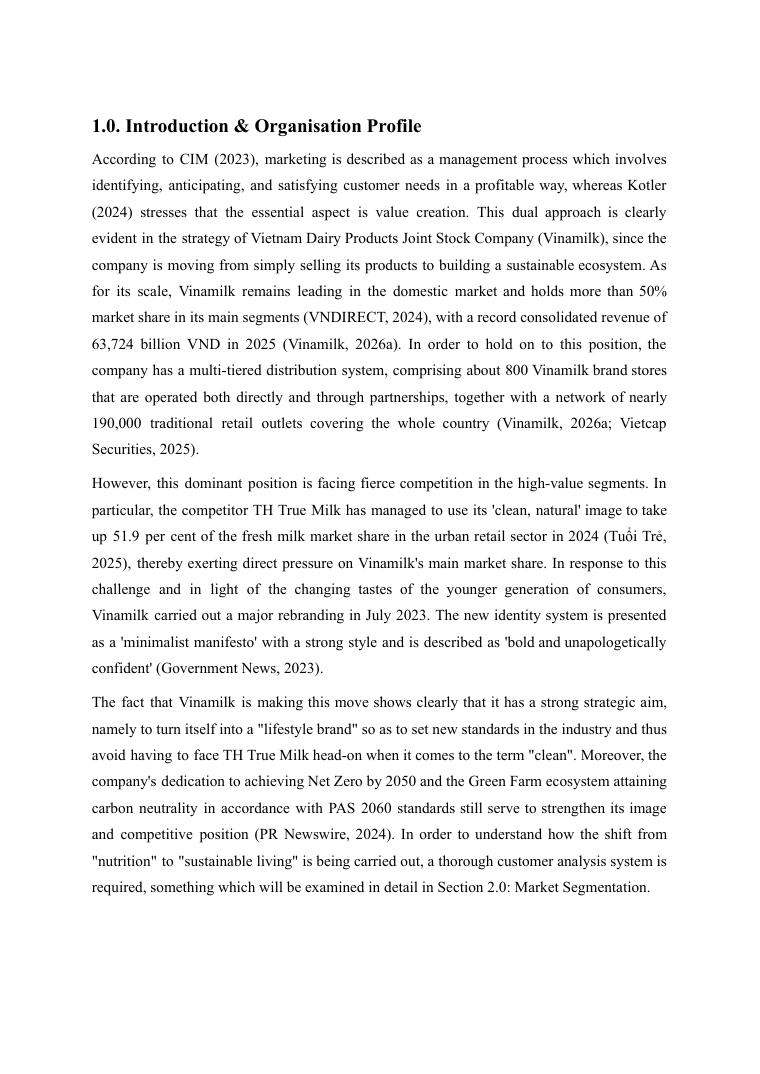 1.0. Introduction & Organisation Profile
According to CIM (2023), marketing is described as a management process which involves
identifying, anticipating, and satisfying customer needs in a profitable way, whereas Kotler
(2024) stresses that the essential aspect is value creation. This dual approach is clearly
evident in the strategy of Vietnam Dairy Products Joint Stock Company (Vinamilk), since the
company is moving from simply selling its products to building a sustainable ecosystem. As
for its scale, Vinamilk remains leading in the domestic market and holds more than 50%
market share in its main segments (VNDIRECT, 2024), with a record consolidated revenue of
63,724 billion VND in 2025 (Vinamilk, 2026a). In order to hold on to this position, the
company has a multi-tiered distribution system, comprising about 800 Vinamilk brand stores
that are operated both directly and through partnerships, together with a network of nearly
190,000 traditional retail outlets covering the whole country (Vinamilk, 2026a; Vietcap
Securities, 2025).
However, this dominant position is facing fierce competition in the high-value segments. In
particular, the competitor TH True Milk has managed to use its 'clean, natural' image to take
up 51.9 per cent of the fresh milk market share in the urban retail sector in 2024 (Tuổi Trẻ,
2025), thereby exerting direct pressure on Vinamilk's main market share. In response to this
challenge and in light of the changing tastes of the younger generation of consumers,
Vinamilk carried out a major rebranding in July 2023. The new identity system is presented
as a 'minimalist manifesto' with a strong style and is described as 'bold and unapologetically
confident' (Government News, 2023).
The fact that Vinamilk is making this move shows clearly that it has a strong strategic aim,
namely to turn itself into a "lifestyle brand" so as to set new standards in the industry and thus
avoid having to face TH True Milk head-on when it comes to the term "clean". Moreover, the
company's dedication to achieving Net Zero by 2050 and the Green Farm ecosystem attaining
carbon neutrality in accordance with PAS 2060 standards still serve to strengthen its image
and competitive position (PR Newswire, 2024). In order to understand how the shift from
"nutrition" to "sustainable living" is being carried out, a thorough customer analysis system is
required, something which will be examined in detail in Section 2.0: Market Segmentation.